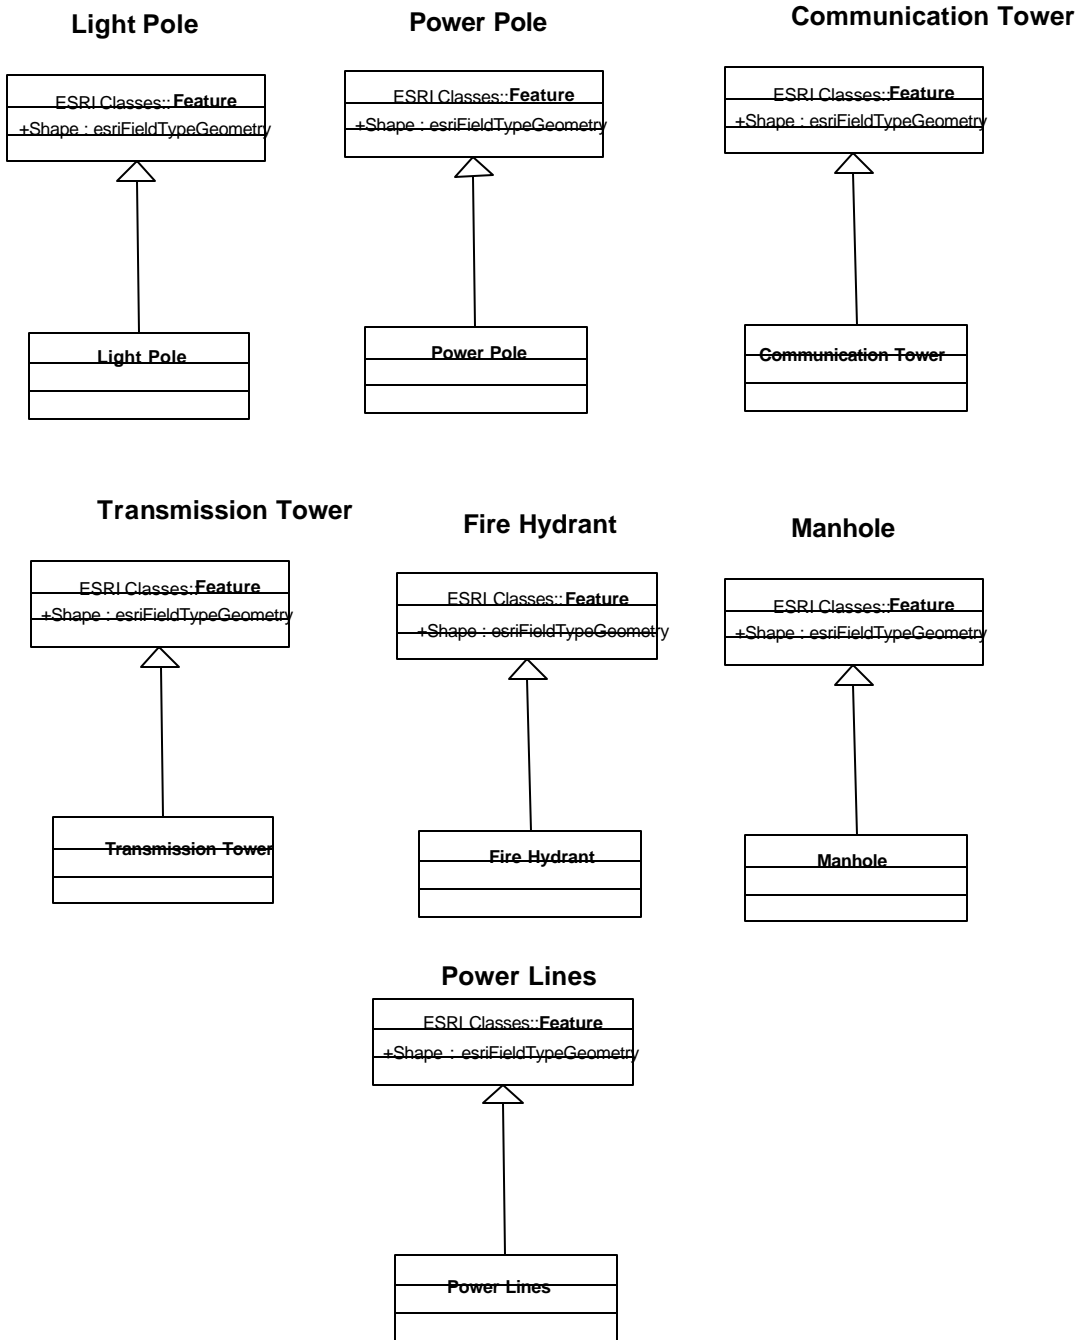 Light Pole
Power Pole
Communication Tower
ESRI Classes::Feature
+Shape : esriFieldTypeGeometry
ESRI Classes::Feature
+Shape : esriFieldTypeGeometry
ESRI Classes::Feature
+Shape : esriFieldTypeGeometry
Light Pole
Power Pole
Communication Tower
Transmission Tower
Fire Hydrant
Manhole
ESRI Classes::Feature
+Shape : esriFieldTypeGeometry
ESRI Classes::Feature
+Shape : esriFieldTypeGeometry
ESRI Classes::Feature
+Shape : esriFieldTypeGeometry
Transmission Tower
Fire Hydrant
Manhole
Power Lines
ESRI Classes::Feature
+Shape : esriFieldTypeGeometry
Power Lines